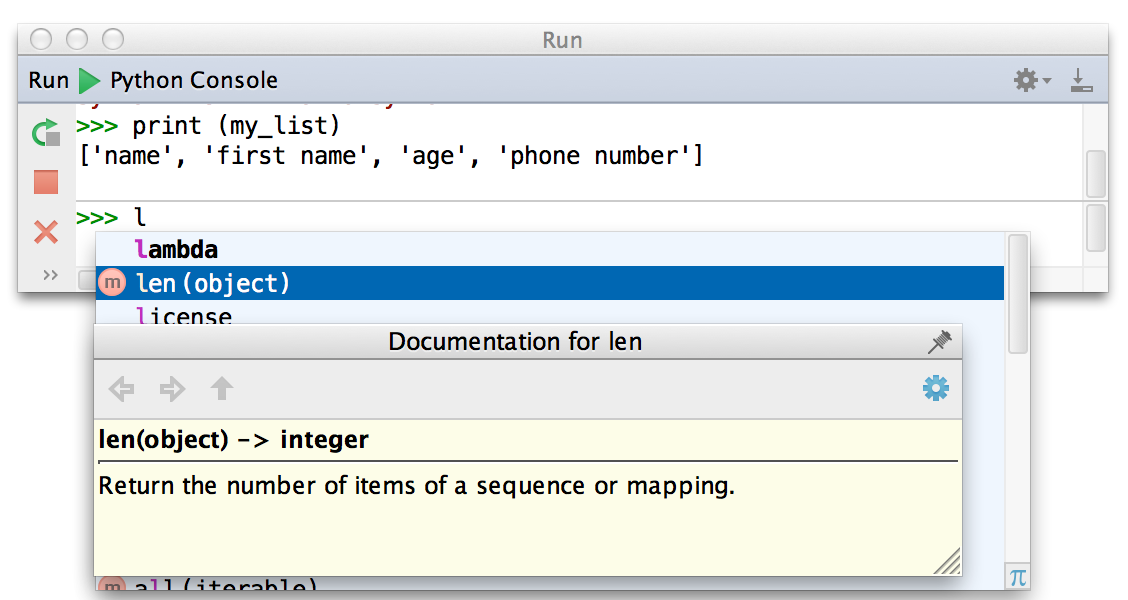 Run
Run Python Console
>>> print (my_list)
['name', 'first name', 'age', 'phone number']
>>> l
lambda
m len(object)
license
Documentation for len
len(object) -> integer
Return the number of items of a sequence or mapping.
m all(iterable)
π